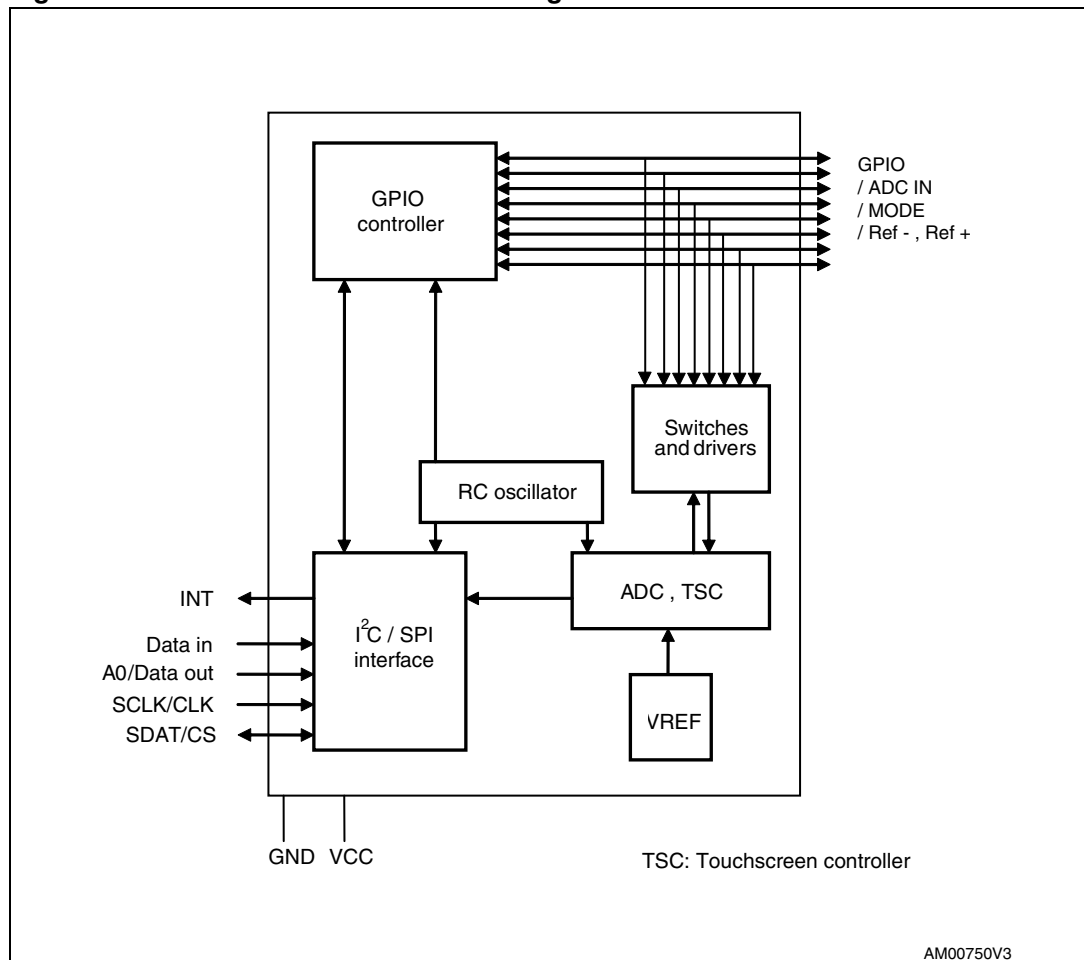 GPIO
controller
GPIO
/ ADC IN
/ MODE
/ Ref - , Ref +
Switches
and drivers
RC oscillator
ADC , TSC
I²C / SPI
interface
VREF
INT
Data in
A0/Data out
SCLK/CLK
SDAT/CS
GND VCC
TSC: Touchscreen controller
AM00750V3